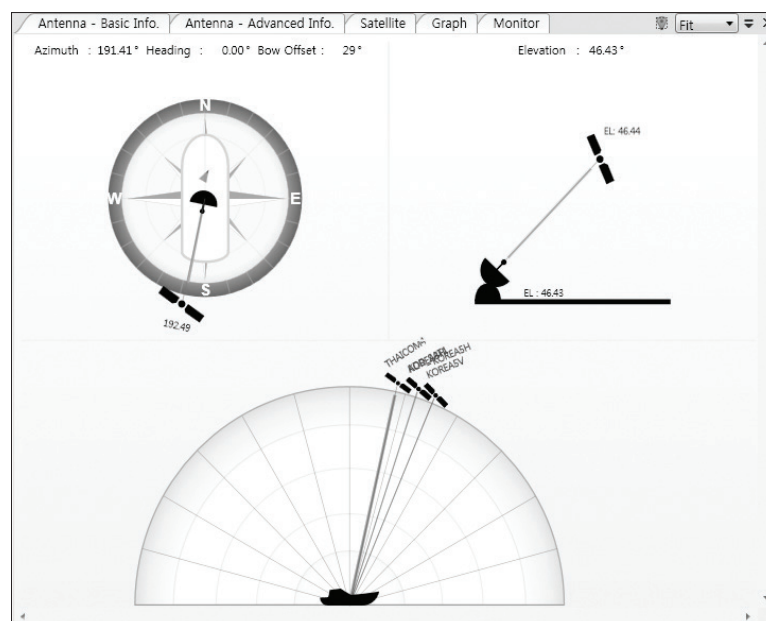 Antenna - Basic Info. Antenna - Advanced Info. Satellite Graph Monitor Fit
Azimuth : 191.41° Heading : 0.00° Bow Offset : 29° Elevation : 46.43°
N
W E
S
192.49
EL: 46.44
EL : 46.43
KOREASH
KOREASV